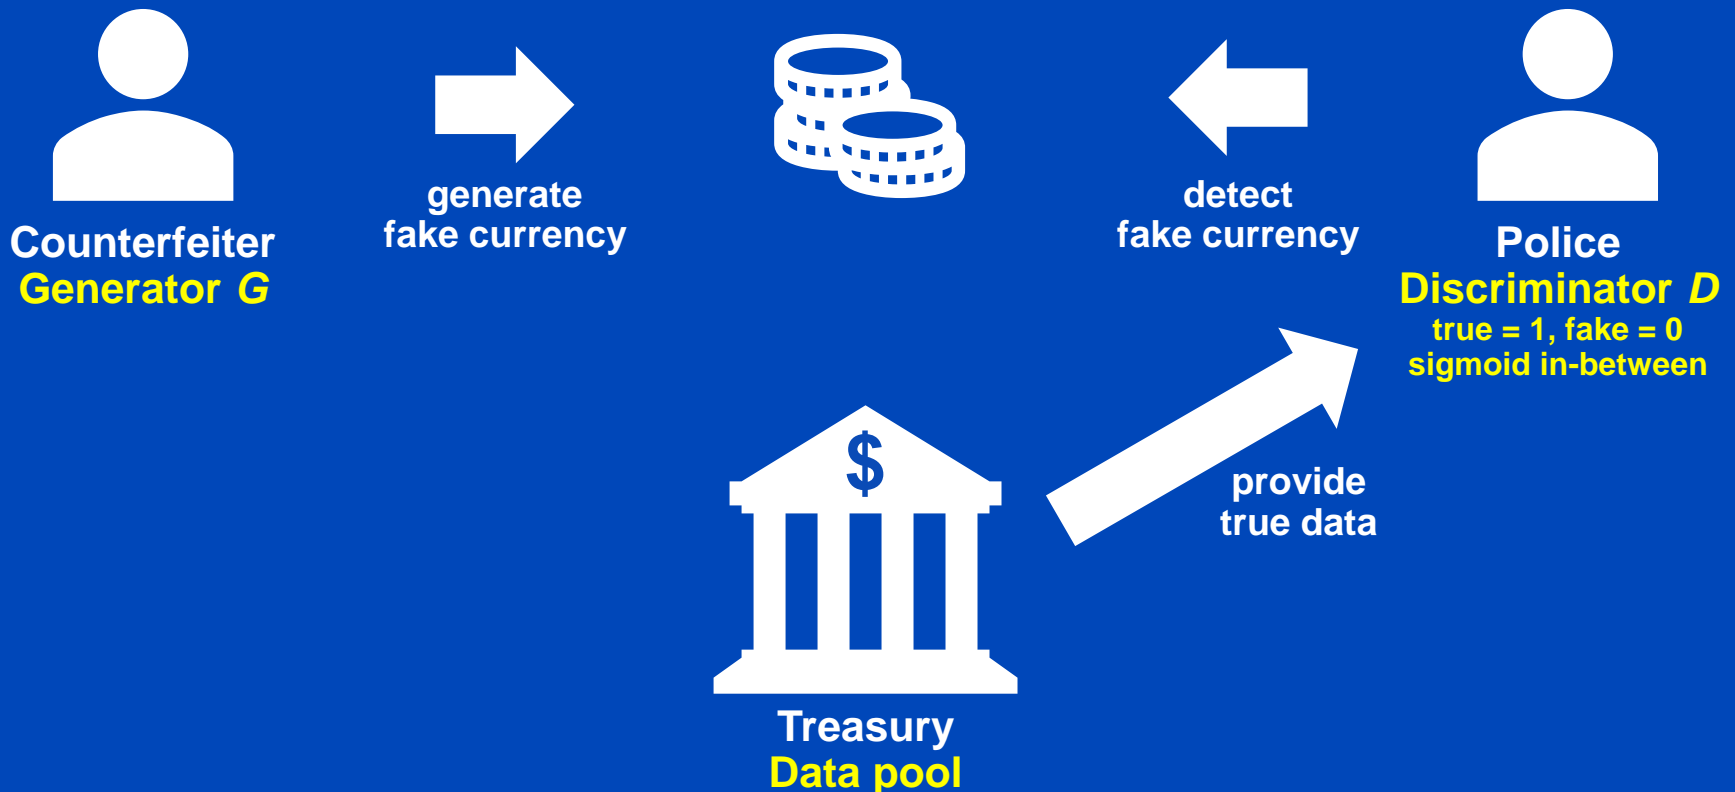 generate
fake currency
detect
fake currency
Counterfeiter
Generator G
Police
Discriminator D
true = 1, fake = 0
sigmoid in-between
$
provide
true data
Treasury
Data pool